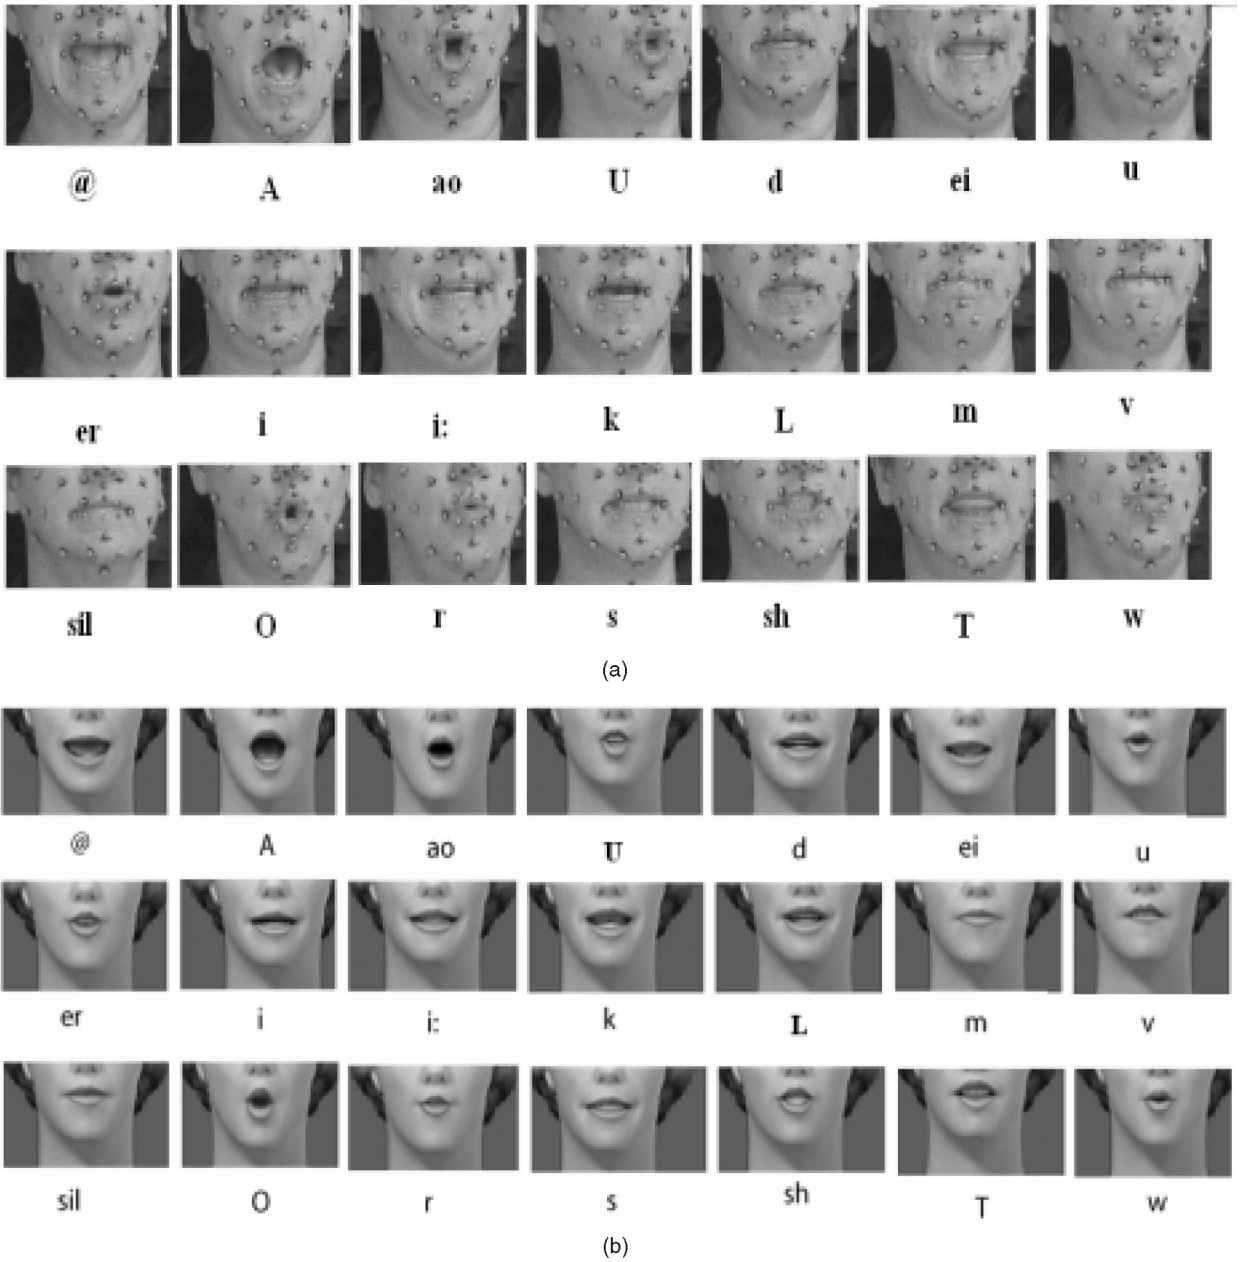 @ A ao U d ei u
er i i: k L m v
sil O r s sh T w
(a)
@ A ao U d ei u
er i i: k L m v
sil O r s sh T w
(b)